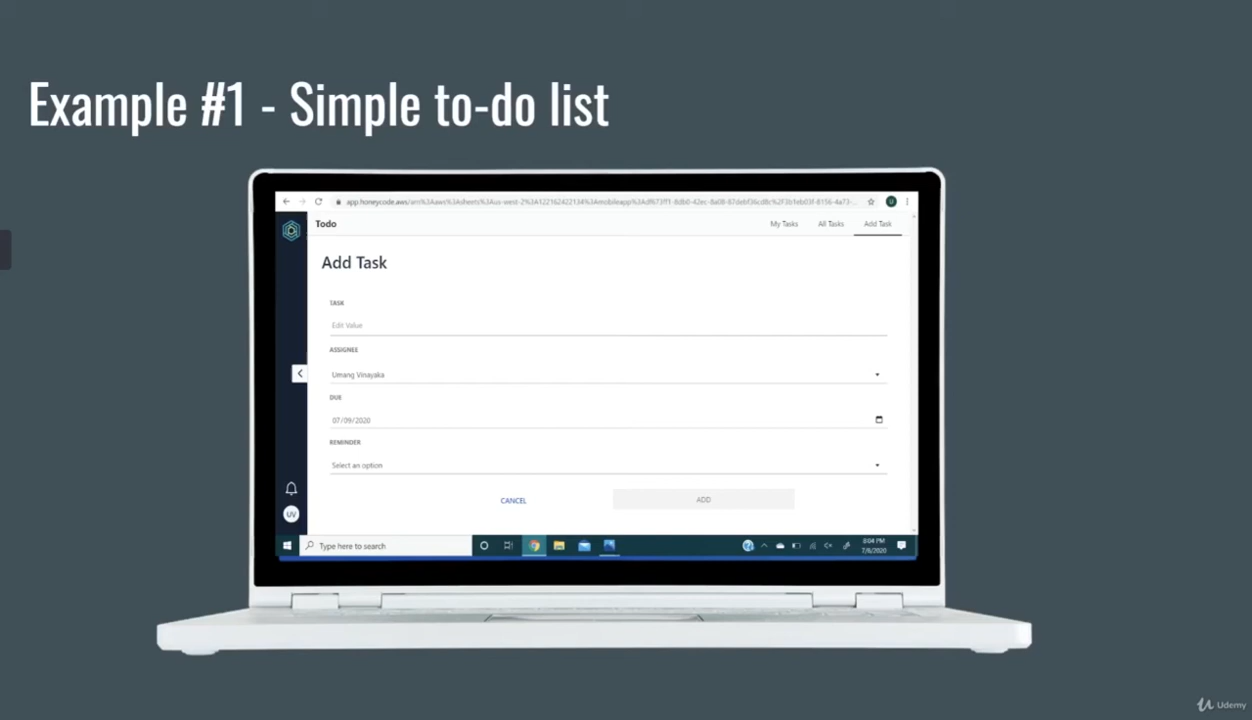 Example #1 - Simple to-do list
Todo
My Tasks
All Tasks
Add Task
Add Task
TASK
Edit Value
ASSIGNEE
Umang Vinayaka
DUE
07/09/2020
REMINDER
Select an option
CANCEL
ADD
UV
Type here to search
8:04 PM
7/6/2020
Udemy